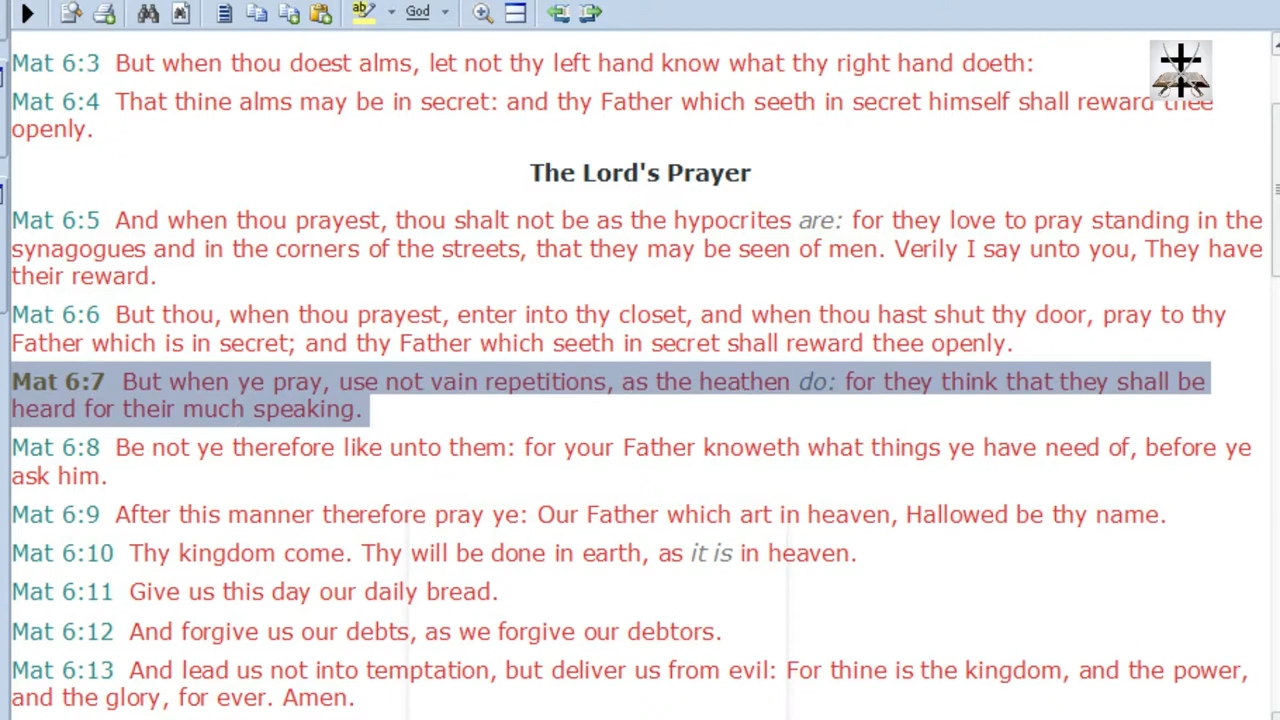 ab God
Mat 6:3 But when thou doest alms, let not thy left hand know what thy right hand doeth:
Mat 6:4 That thine alms may be in secret: and thy Father which seeth in secret himself shall reward thee
openly.
The Lord's Prayer
Mat 6:5 And when thou prayest, thou shalt not be as the hypocrites are: for they love to pray standing in the
synagogues and in the corners of the streets, that they may be seen of men. Verily I say unto you, They have
their reward.
Mat 6:6 But thou, when thou prayest, enter into thy closet, and when thou hast shut thy door, pray to thy
Father which is in secret; and thy Father which seeth in secret shall reward thee openly.
Mat 6:7 But when ye pray, use not vain repetitions, as the heathen do: for they think that they shall be
heard for their much speaking.
Mat 6:8 Be not ye therefore like unto them: for your Father knoweth what things ye have need of, before ye
ask him.
Mat 6:9 After this manner therefore pray ye: Our Father which art in heaven, Hallowed be thy name.
Mat 6:10 Thy kingdom come. Thy will be done in earth, as it is in heaven.
Mat 6:11 Give us this day our daily bread.
Mat 6:12 And forgive us our debts, as we forgive our debtors.
Mat 6:13 And lead us not into temptation, but deliver us from evil: For thine is the kingdom, and the power,
and the glory, for ever. Amen.